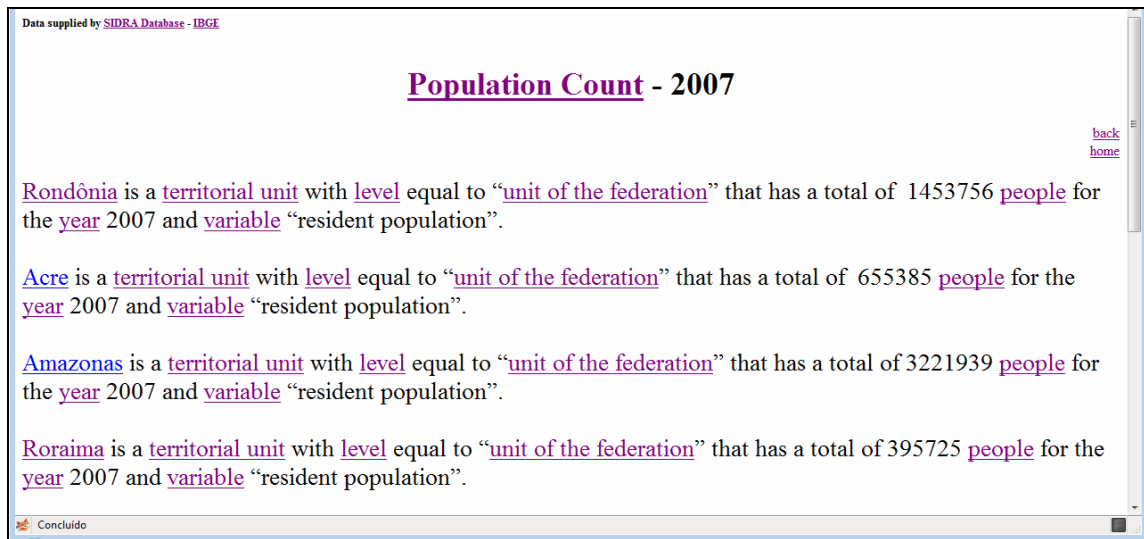 Data supplied by SIDRA Database - IBGE
Population Count - 2007
back
home
Rondônia is a territorial unit with level equal to “unit of the federation” that has a total of 1453756 people for
the year 2007 and variable “resident population”.
Acre is a territorial unit with level equal to “unit of the federation” that has a total of 655385 people for the
year 2007 and variable “resident population”.
Amazonas is a territorial unit with level equal to “unit of the federation” that has a total of 3221939 people for
the year 2007 and variable “resident population”.
Roraima is a territorial unit with level equal to “unit of the federation” that has a total of 395725 people for the
year 2007 and variable “resident population”.
Concluído